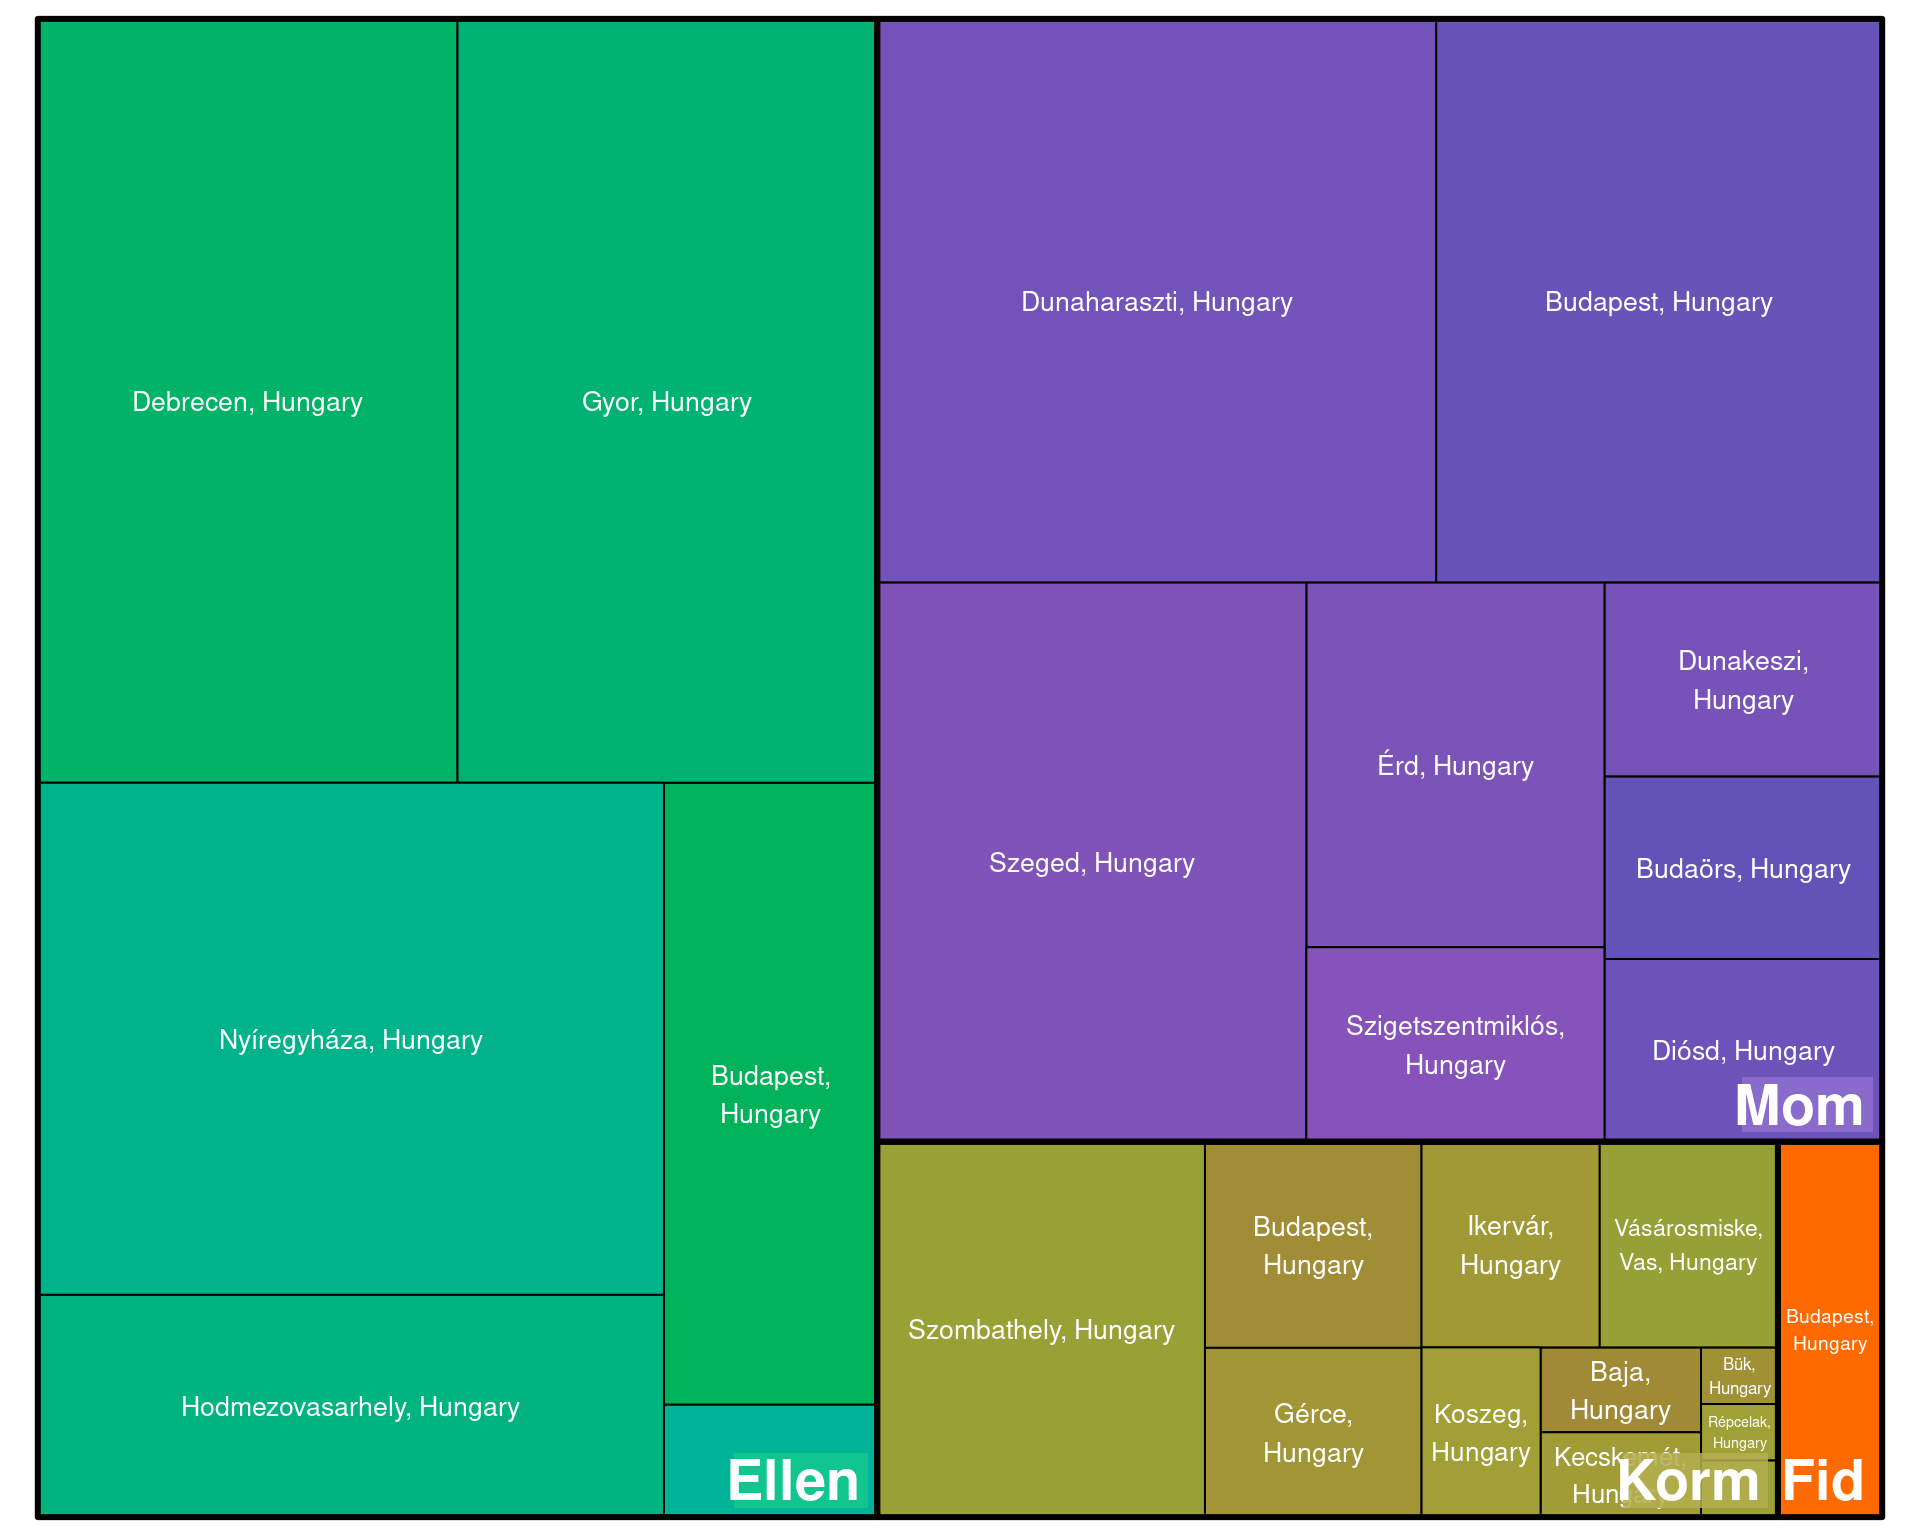 Debrecen, Hungary
Gyor, Hungary
Nyíregyháza, Hungary
Budapest,
Hungary
Hodmezovasarhely, Hungary
Ellen
Dunaharaszti, Hungary
Budapest, Hungary
Szeged, Hungary
Érd, Hungary
Dunakeszi,
Hungary
Budaörs, Hungary
Szigetszentmiklós,
Hungary
Diósd, Hungary
Mom
Szombathely, Hungary
Budapest,
Hungary
Ikervár,
Hungary
Vásárosmiske,
Vas, Hungary
Gérce,
Hungary
Koszeg,
Hungary
Baja,
Hungary
Bük,
Hungary
Répcelak,
Hungary
Kecskemét,
Hungary
Korm
Budapest,
Hungary
Fid